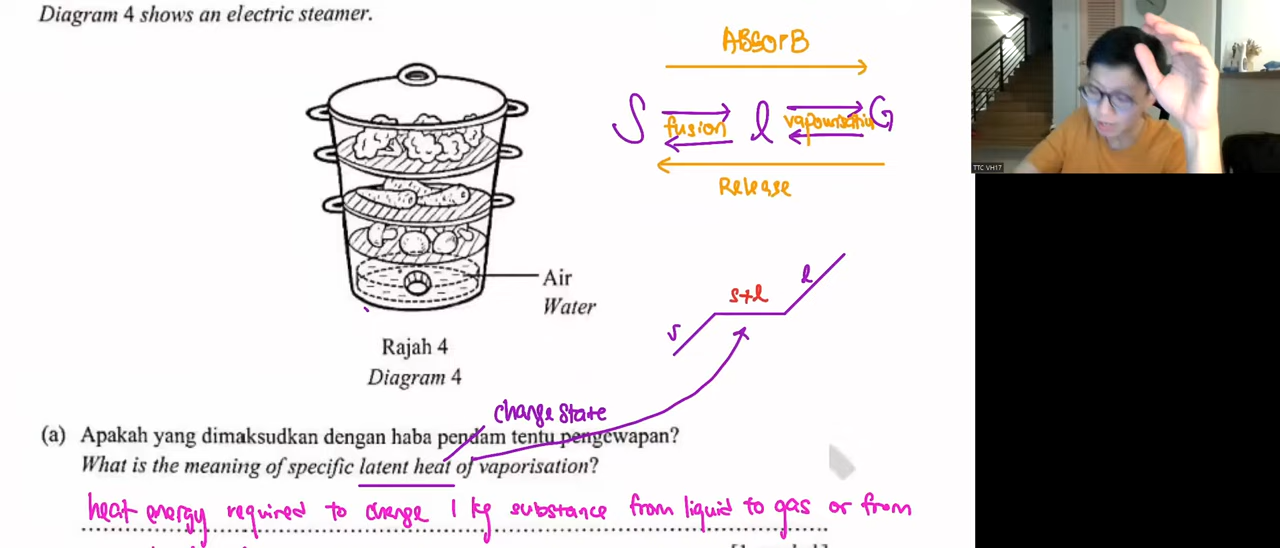 Diagram 4 shows an electric steamer.
ABSorB
S fusion l vapourisation G
Release
Air
Water
s
s+l
l
Rajah 4
Diagram 4
Change State
(a) Apakah yang dimaksudkan dengan haba pendam tentu pengewapan?
What is the meaning of specific latent heat of vaporisation?
heat energy required to change 1 kg substance from liquid to gas or from
TTC VH17